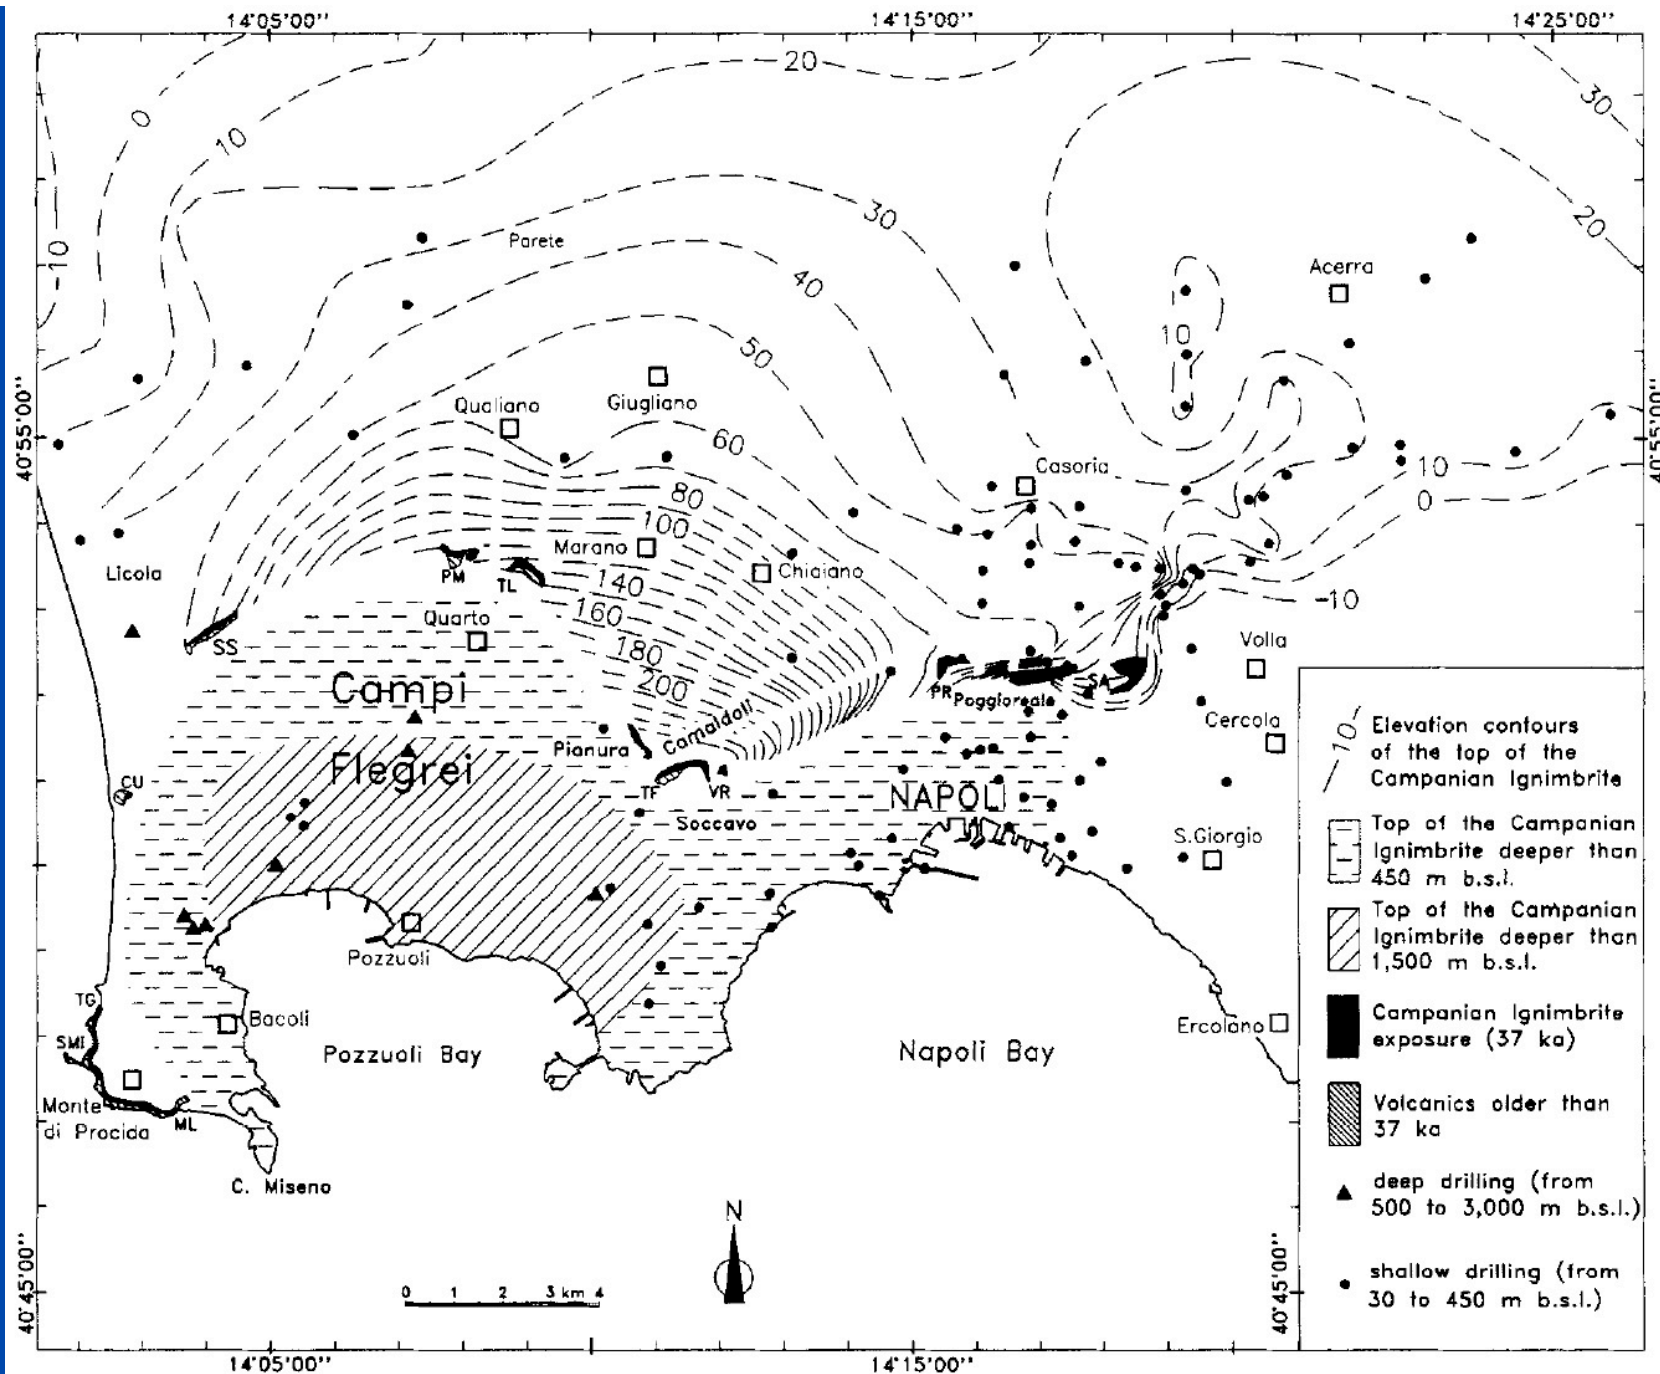 14°05'00''
14°15'00''
14°25'00''
20
30
0
10
30
20
-10
Parete
40
Acerra
10
50
Qualiano
Giugliano
40°55'00''
60
Casoria
40°55'00''
10
0
80
100
Marano
Chiaiano
PM
TL
140
Licola
160
-10
Quarto
SS
180
Volla
200
Campi
PR
Poggioreale
SA
Camaldoli
Cercola
Pianura
Flegrei
TF
VR
CU
NAPOLI
Soccavo
S.Giorgio
Pozzuoli
TG
Bacoli
Ercolano
SMI
Pozzuoli Bay
Napoli Bay
Monte
di Procida
ML
C. Miseno
N
0 1 2 3 km 4
40°45'00''
40°45'00''
14°05'00''
14°15'00''
10
Elevation contours
of the top of the
Campanian Ignimbrite
Top of the Campanian
Ignimbrite deeper than
450 m b.s.l.
Top of the Campanian
Ignimbrite deeper than
1,500 m b.s.l.
Campanian Ignimbrite
exposure (37 ka)
Volcanics older than
37 ka
deep drilling (from
500 to 3,000 m b.s.l.)
shallow drilling (from
30 to 450 m b.s.l.)